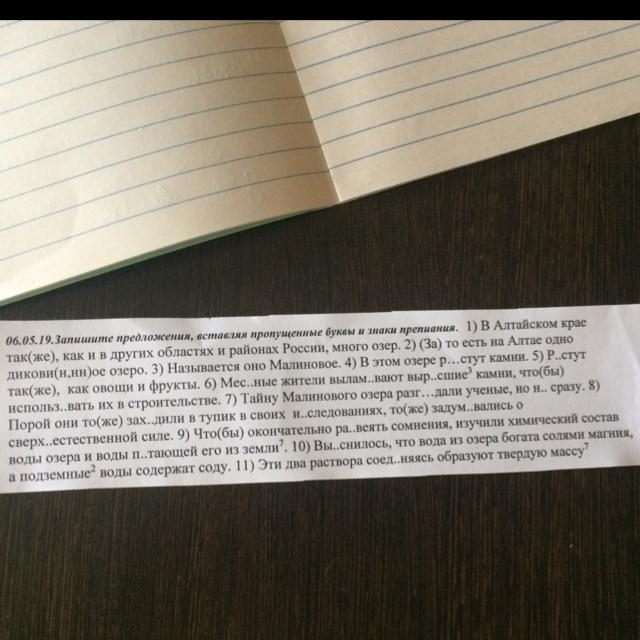 06.05.19.Запишите предложения, вставляя пропущенные буквы и знаки препиания. 1) В Алтайском крае
так(же), как и в других областях и районах России, много озер. 2) (За) то есть на Алтае одно
дикови(н,нн)ое озеро. 3) Называется оно Малиновое. 4) В этом озере р...стут камни. 5) Р..стут
так(же), как овощи и фрукты. 6) Мес..ные жители вылам..вают выр..сшие³ камни, что(бы)
использ..вать их в строительстве. 7) Тайну Малинового озера разг…дали ученые, но н.. сразу. 8)
Порой они то(же) зах..дили в тупик в своих и..следованиях, то(же) задум..вались о
сверх..естественной силе. 9) Что(бы) окончательно ра..веять сомнения, изучили химический состав
воды озера и воды п..тающей его из земли⁷. 10) Вы..снилось, что вода из озера богата солями магния,
а подземные² воды содержат соду. 11) Эти два раствора соед..няясь образуют твердую массу⁷